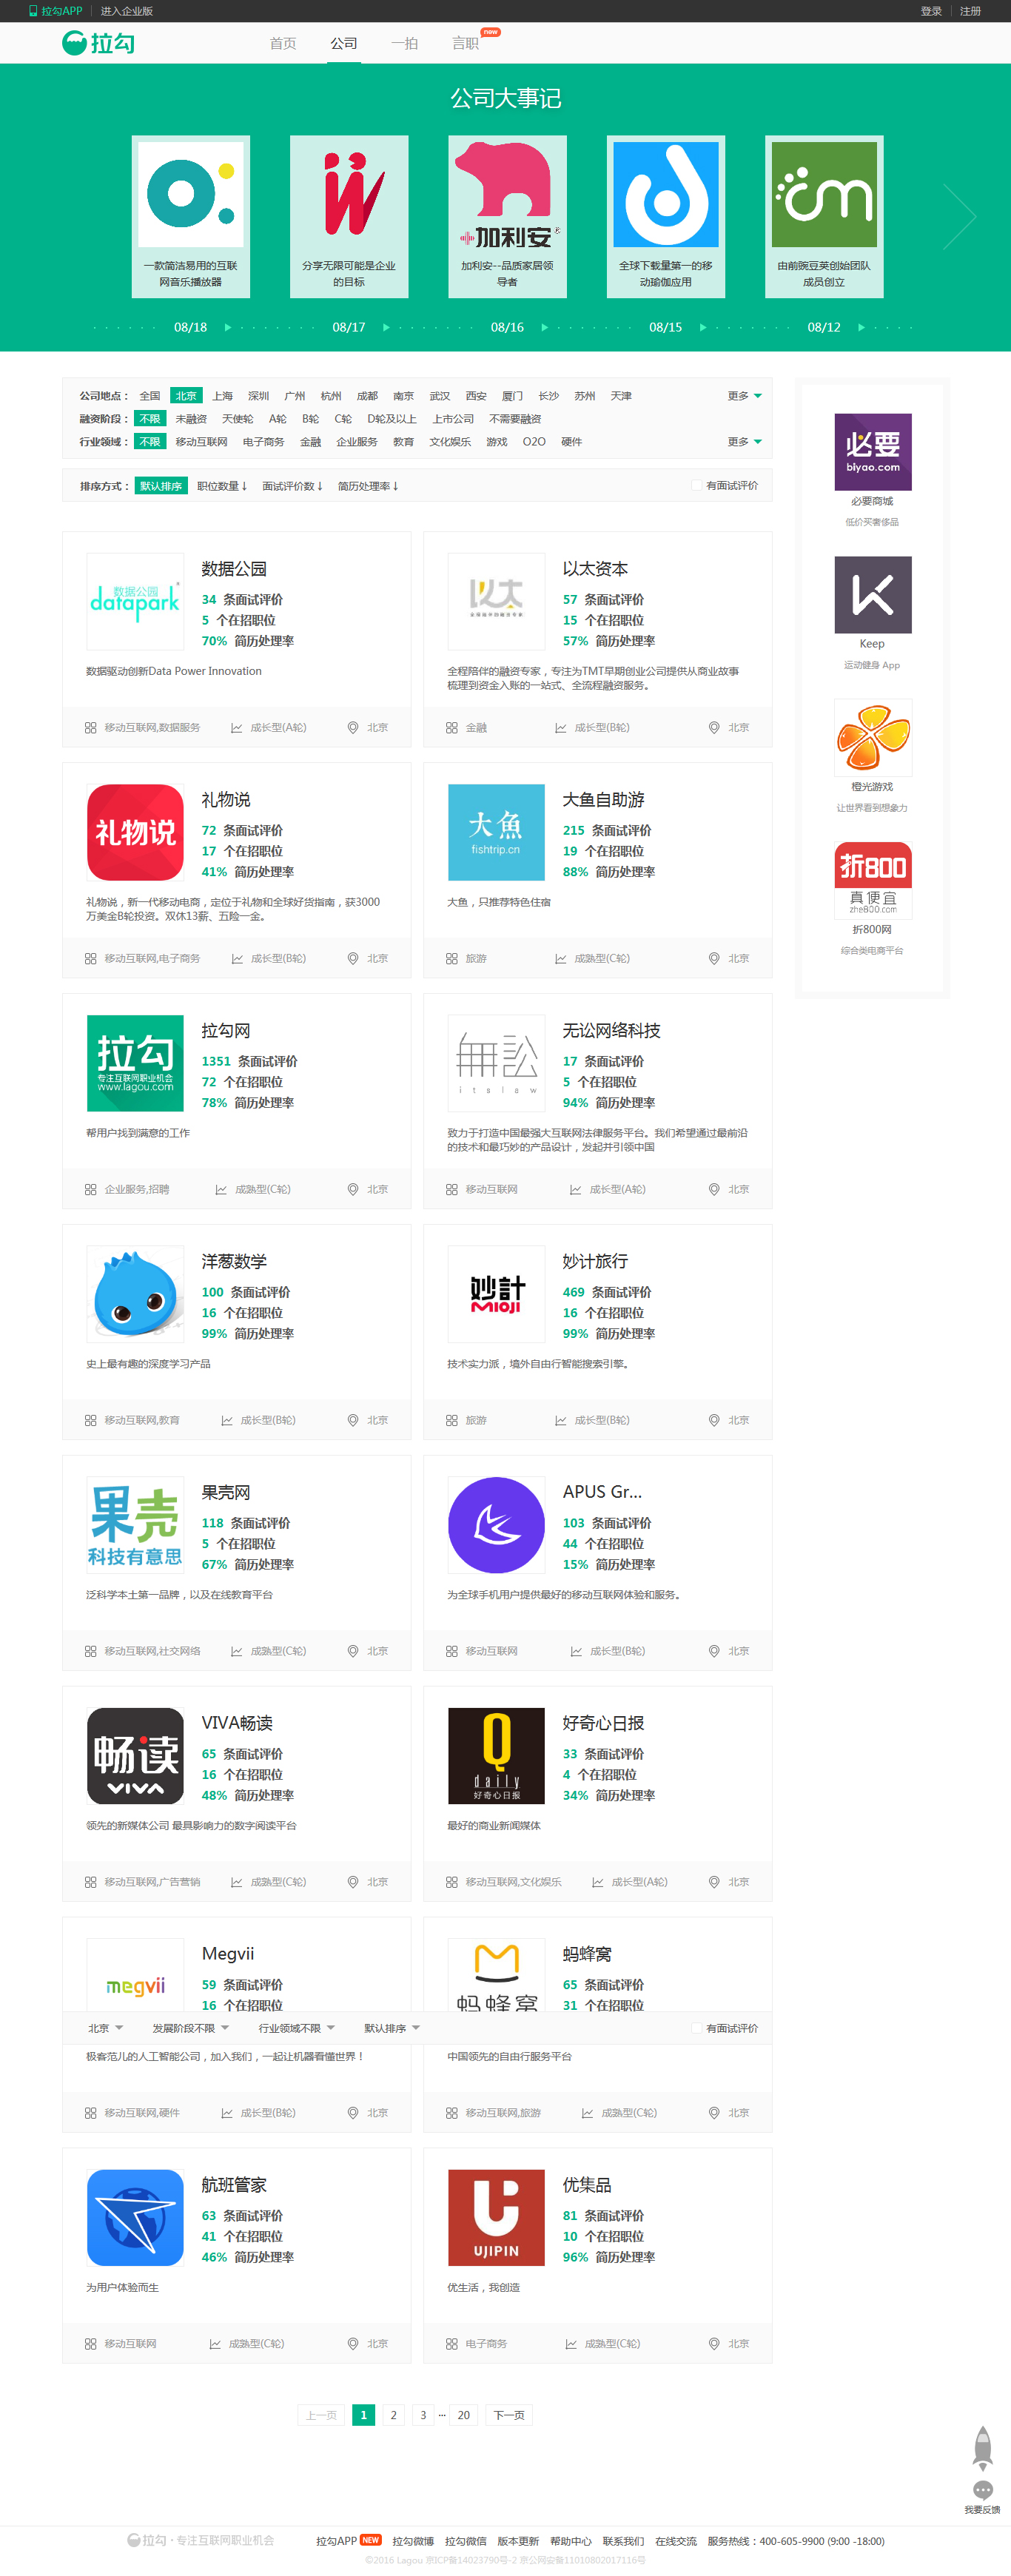 拉勾APP 进入企业版 登录 注册
拉勾 首页 公司 一拍 言职 new
公司大事记
加利安
一款简洁易用的互联
网音乐播放器
分享无限可能是企业
的目标
加利安--品质家居领
导者
全球下载量第一的移
动瑜伽应用
由前豌豆荚创始团队
成员创立
08/18 08/17 08/16 08/15 08/12
公司地点： 全国 北京 上海 深圳 广州 杭州 成都 南京 武汉 西安 厦门 长沙 苏州 天津 更多
融资阶段： 不限 未融资 天使轮 A轮 B轮 C轮 D轮及以上 上市公司 不需要融资
行业领域： 不限 移动互联网 电子商务 金融 企业服务 教育 文化娱乐 游戏 O2O 硬件 更多
排序方式： 默认排序 职位数量↓ 面试评价数↓ 简历处理率↓ 有面试评价
必要
biyao.com
必要商城
低价买奢侈品
Keep
运动健身 App
橙光游戏
让世界看到想象力
折800
真便宜
zhe800.com
折800网
综合类电商平台
数据公园
datapark
数据公园
34 条面试评价
5 个在招职位
70% 简历处理率
数据驱动创新Data Power Innovation
移动互联网,数据服务 成长型(A轮) 北京
以太
以太资本
57 条面试评价
15 个在招职位
57% 简历处理率
全程陪伴的融资专家，专注为TMT早期创业公司提供从商业故事
梳理到资金入账的一站式、全流程融资服务。
金融 成长型(B轮) 北京
礼物说
礼物说
72 条面试评价
17 个在招职位
41% 简历处理率
礼物说，新一代移动电商，定位于礼物和全球好货指南，获3000
万美金B轮投资。双休13薪、五险一金。
移动互联网,电子商务 成长型(B轮) 北京
大魚
fishtrip.cn
大鱼自助游
215 条面试评价
19 个在招职位
88% 简历处理率
大鱼，只推荐特色住宿
旅游 成熟型(C轮) 北京
拉勾
专注互联网职业机会
www.lagou.com
拉勾网
1351 条面试评价
72 个在招职位
78% 简历处理率
帮用户找到满意的工作
企业服务,招聘 成熟型(C轮) 北京
無訟
itslaw
无讼网络科技
17 条面试评价
5 个在招职位
94% 简历处理率
致力于打造中国最强大互联网法律服务平台。我们希望通过最前沿
的技术和最巧妙的产品设计，发起并引领中国
移动互联网 成长型(A轮) 北京
洋葱数学
100 条面试评价
16 个在招职位
99% 简历处理率
史上最有趣的深度学习产品
移动互联网,教育 成长型(B轮) 北京
妙計
MIOJI
妙计旅行
469 条面试评价
16 个在招职位
99% 简历处理率
技术实力派，境外自由行智能搜索引擎。
旅游 成长型(B轮) 北京
果壳
科技有意思
果壳网
118 条面试评价
5 个在招职位
67% 简历处理率
泛科学本土第一品牌，以及在线教育平台
移动互联网,社交网络 成熟型(C轮) 北京
APUS Gr...
103 条面试评价
44 个在招职位
15% 简历处理率
为全球手机用户提供最好的移动互联网体验和服务。
移动互联网 成长型(B轮) 北京
畅读
VIVA
VIVA畅读
65 条面试评价
16 个在招职位
48% 简历处理率
领先的新媒体公司 最具影响力的数字阅读平台
移动互联网,广告营销 成熟型(C轮) 北京
Q
daily
好奇心日报
好奇心日报
33 条面试评价
4 个在招职位
34% 简历处理率
最好的商业新闻媒体
移动互联网,文化娱乐 成长型(A轮) 北京
megvii
Megvii
59 条面试评价
16 个在招职位
蚂蜂窝
蚂蜂窝
65 条面试评价
31 个在招职位
北京 发展阶段不限 行业领域不限 默认排序 有面试评价
极客范儿的人工智能公司，加入我们，一起让机器看懂世界！
移动互联网,硬件 成长型(B轮) 北京
中国领先的自由行服务平台
移动互联网,旅游 成熟型(C轮) 北京
航班管家
63 条面试评价
41 个在招职位
46% 简历处理率
为用户体验而生
移动互联网 成熟型(C轮) 北京
UJIPIN
优集品
81 条面试评价
10 个在招职位
96% 简历处理率
优生活，我创造
电子商务 成熟型(C轮) 北京
上一页 1 2 3 ... 20 下一页
我要反馈
拉勾·专注互联网职业机会 拉勾APP NEW 拉勾微博 拉勾微信 版本更新 帮助中心 联系我们 在线交流 服务热线：400-605-9900 (9:00 -18:00)
©2016 Lagou 京ICP备14023790号-2 京公网安备11010802017116号